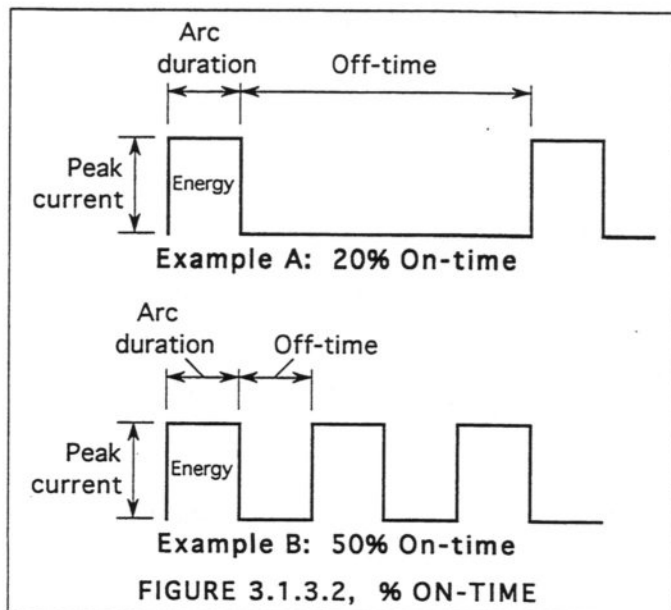 Arc
duration
Off-time
Peak
current
Energy
Example A: 20% On-time
Arc
duration
Off-time
Peak
current
Energy
Example B: 50% On-time
FIGURE 3.1.3.2, % ON-TIME